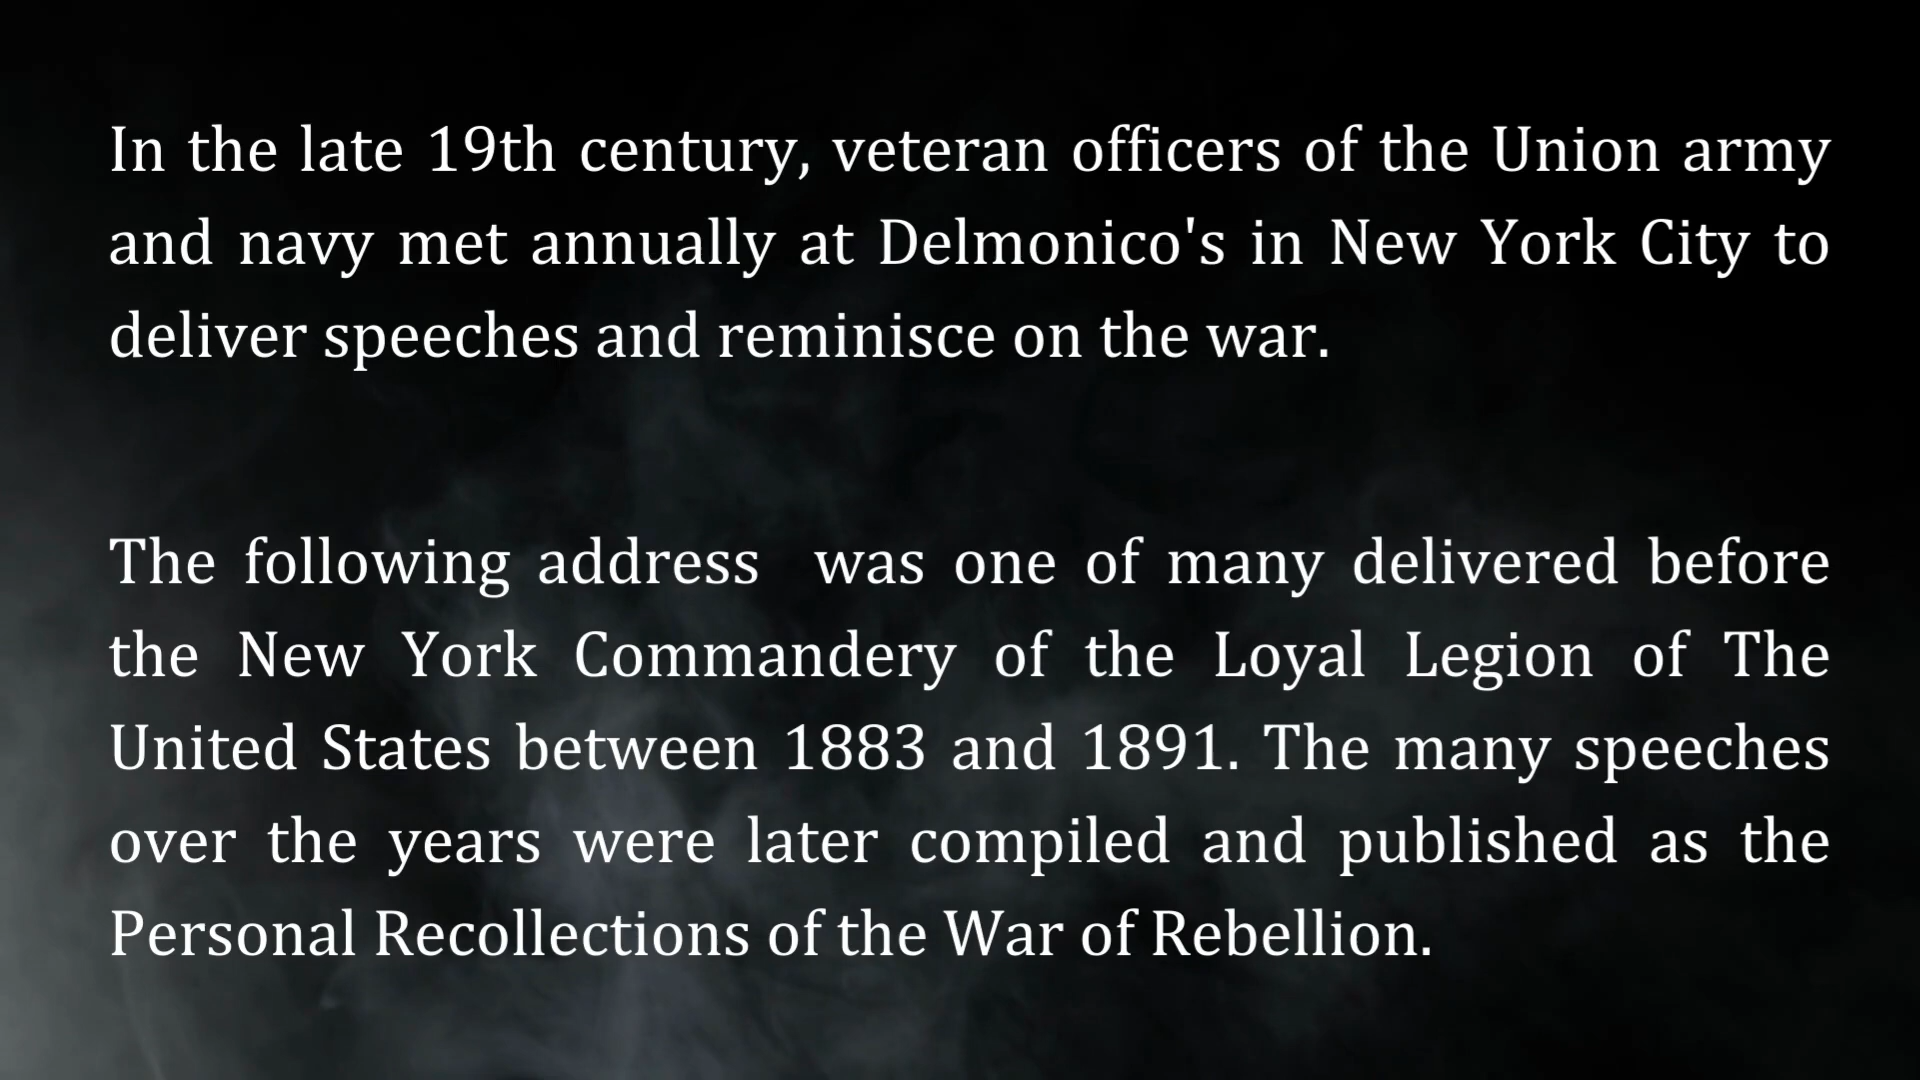 In the late 19th century, veteran officers of the Union army
and navy met annually at Delmonico's in New York City to
deliver speeches and reminisce on the war.
The following address  was one of many delivered before
the New York Commandery of the Loyal Legion of The
United States between 1883 and 1891. The many speeches
over the years were later compiled and published as the
Personal Recollections of the War of Rebellion.